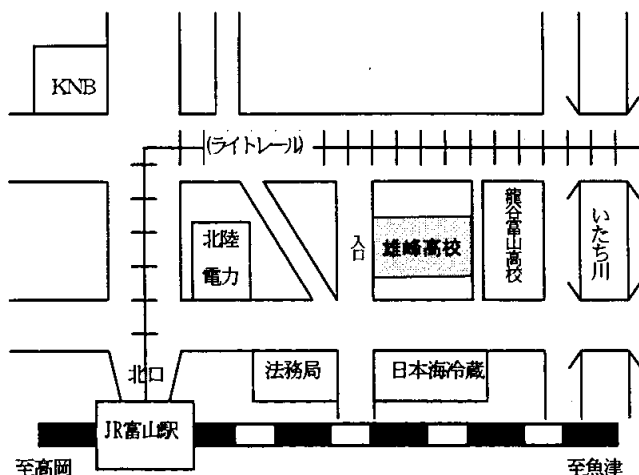 KNB
(ライトレール)
北陸
電力
入口
雄峰高校
龍谷富山高校
いたち川
北口
法務局
日本海冷蔵
JR富山駅
至高岡
至魚津